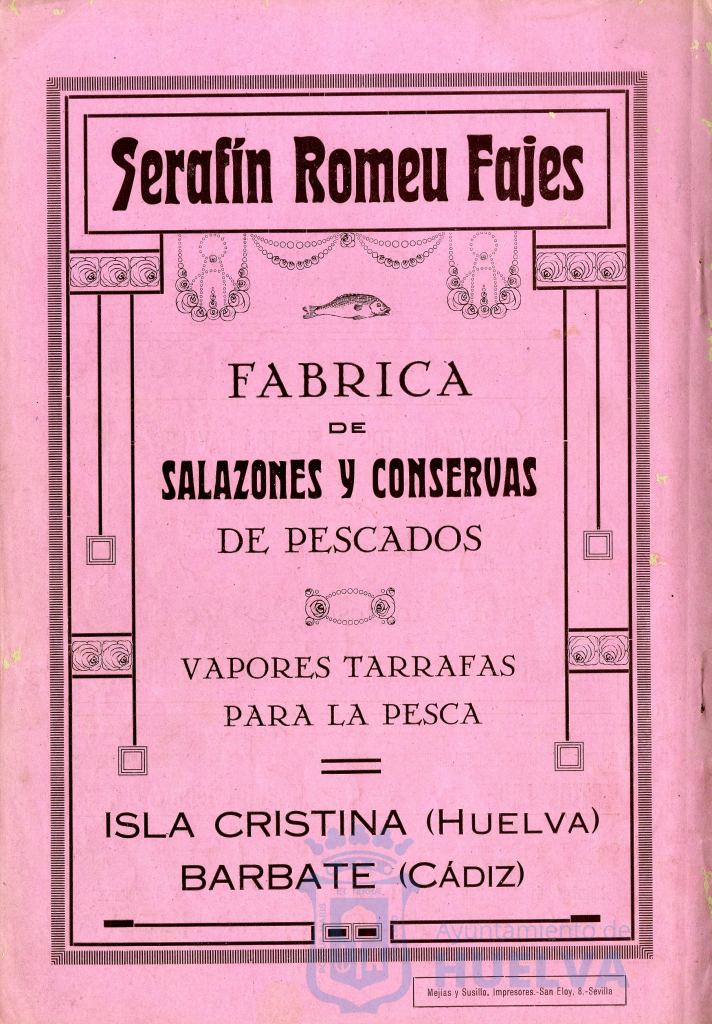 Serafín Romeu Fajes
FABRICA
DE
SALAZONES Y CONSERVAS
DE PESCADOS
VAPORES TARRAFAS
PARA LA PESCA
ISLA CRISTINA (HUELVA)
BARBATE (CÁDIZ)
Ayuntamiento de
HUELVA
Mejías y Susillo. Impresores.-San Eloy, 8.-Sevilla